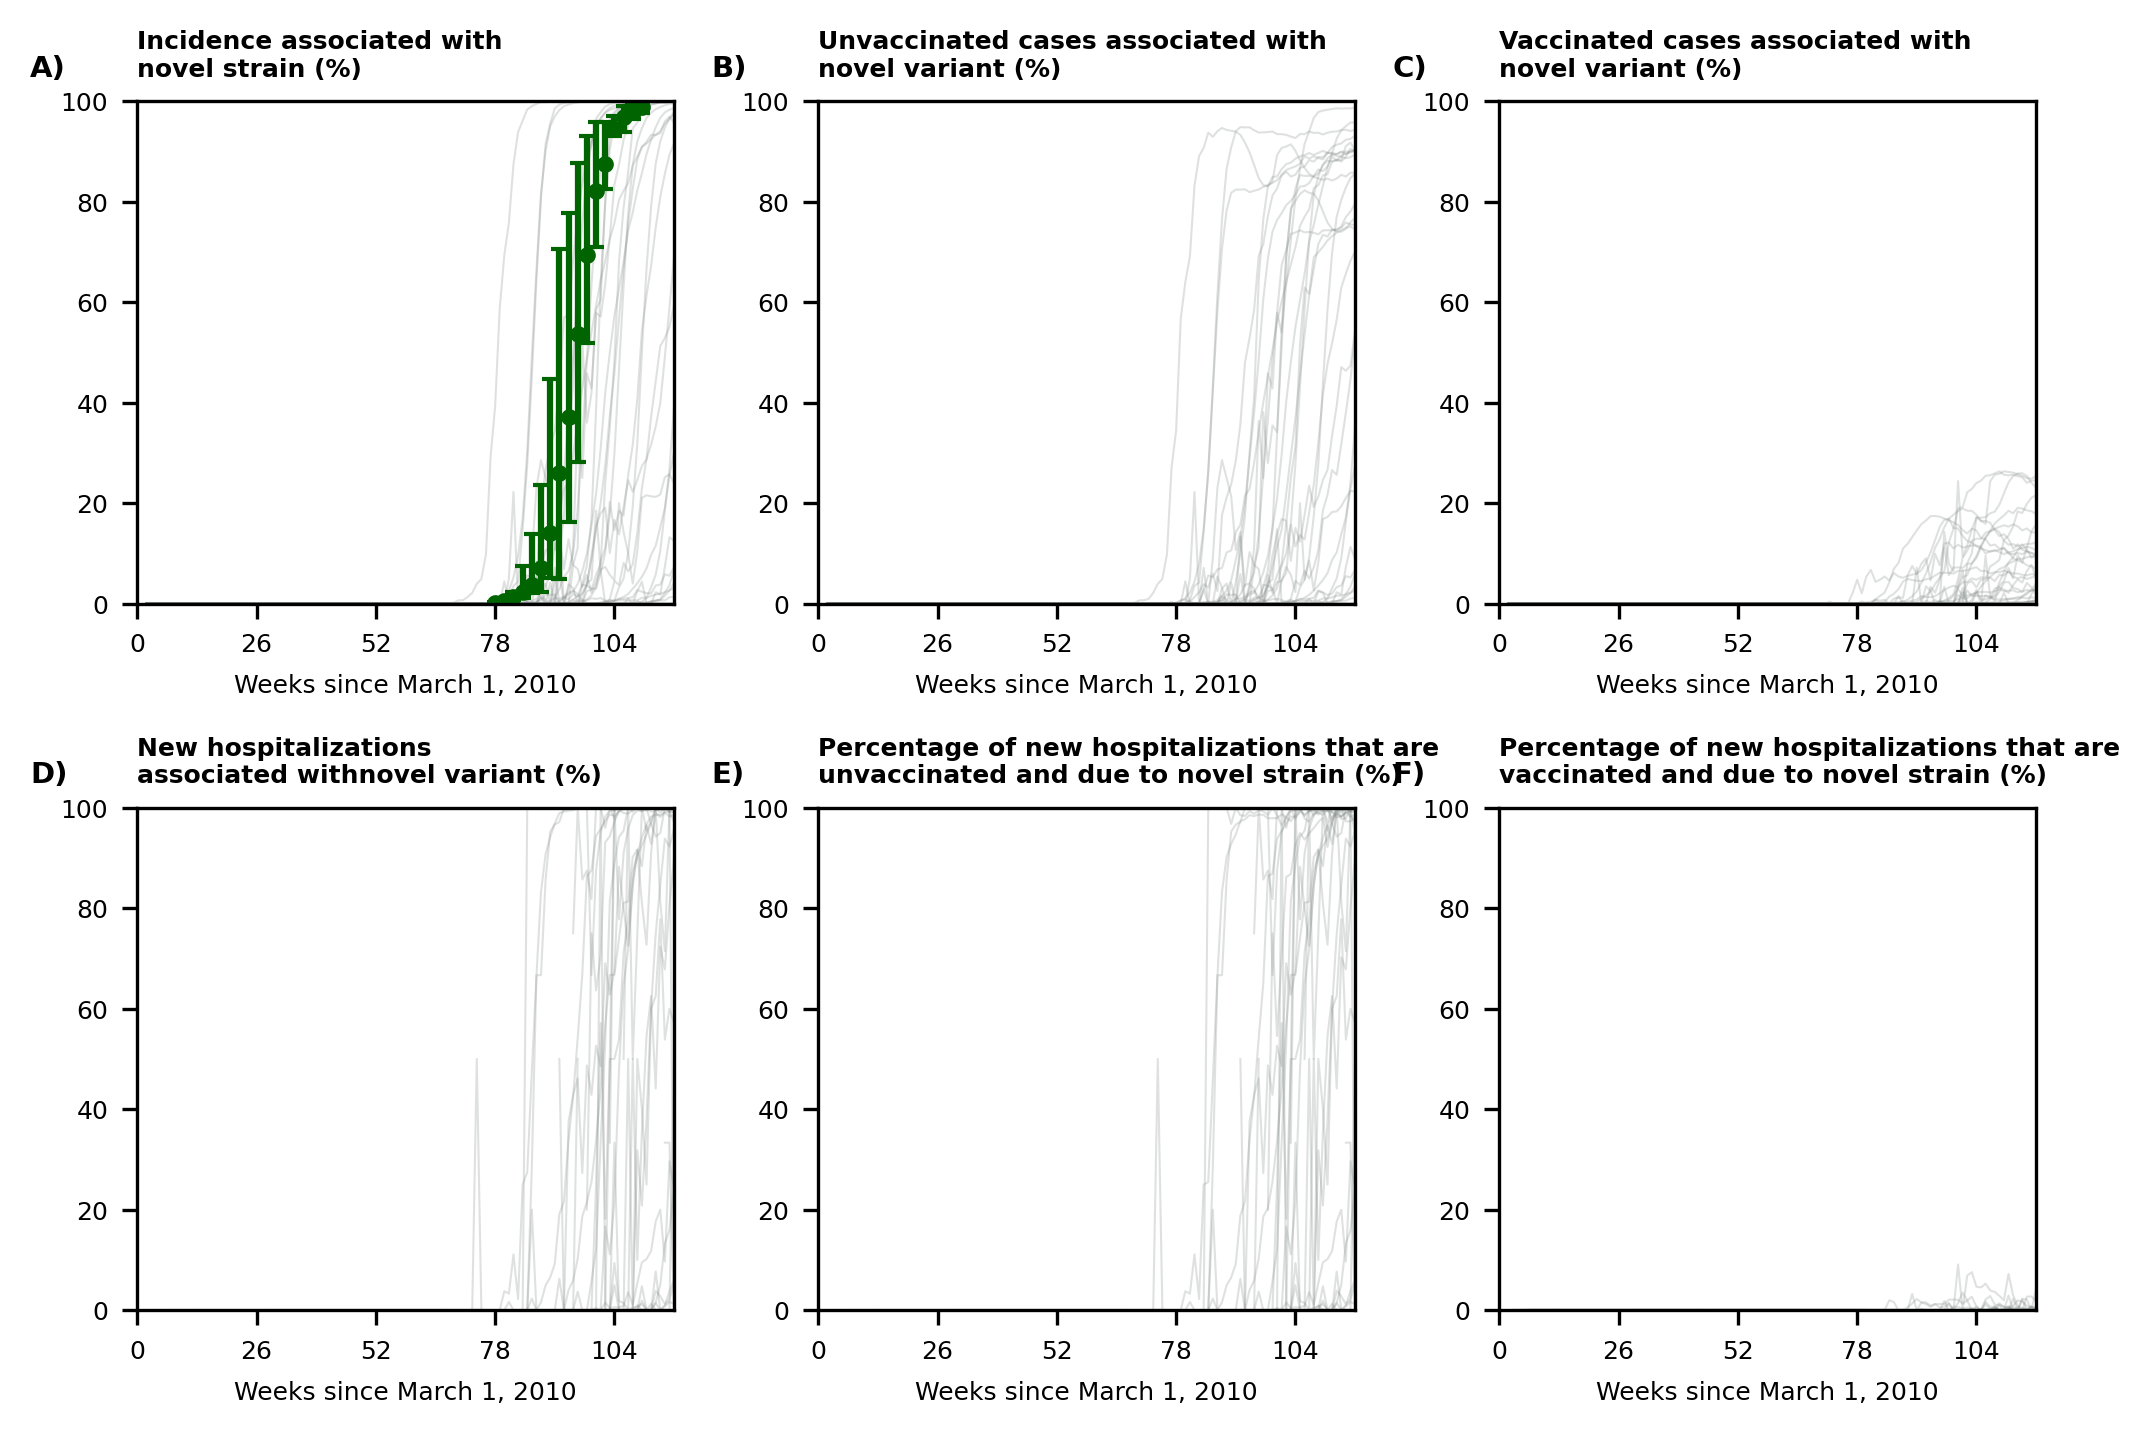 A)
Incidence associated with
novel strain (%)
100
80
60
40
20
0
0 26 52 78 104
Weeks since March 1, 2010
B)
Unvaccinated cases associated with
novel variant (%)
100
80
60
40
20
0
0 26 52 78 104
Weeks since March 1, 2010
C)
Vaccinated cases associated with
novel variant (%)
100
80
60
40
20
0
0 26 52 78 104
Weeks since March 1, 2010
D)
New hospitalizations
associated withnovel variant (%)
100
80
60
40
20
0
0 26 52 78 104
Weeks since March 1, 2010
E)
Percentage of new hospitalizations that are
unvaccinated and due to novel strain (%)
100
80
60
40
20
0
0 26 52 78 104
Weeks since March 1, 2010
F)
Percentage of new hospitalizations that are
vaccinated and due to novel strain (%)
100
80
60
40
20
0
0 26 52 78 104
Weeks since March 1, 2010